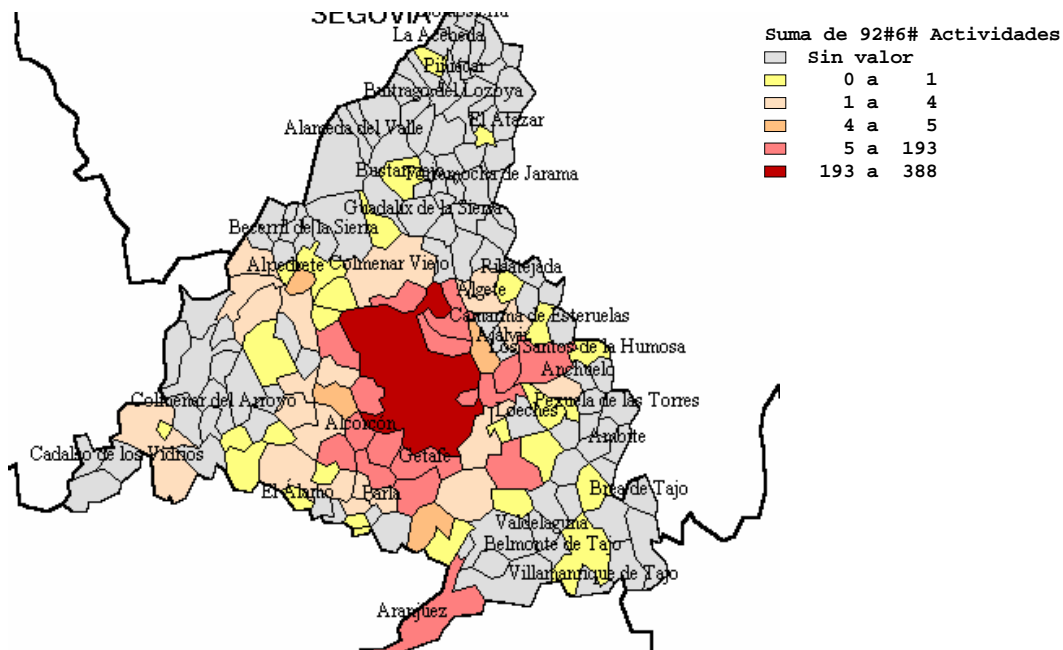 SEGOVIA
La Acebeda
Piñuécar
Buitrago del Lozoya
El Atazar
Alameda del Valle
Bustarviejo
Torremocha de Jarama
Guadalix de la Sierra
Becerril de la Sierra
Alpedrete
Colmenar Viejo
Ribatejada
Algete
Camarma de Esteruelas
Ajalvir
Los Santos de la Humosa
Anchuelo
Colmenar del Arroyo
Pezuela de las Torres
Loeches
Alcorcón
Ambite
Cadalso de los Vidrios
Getafe
El Álamo
Parla
Brea de Tajo
Valdelaguna
Belmonte de Tajo
Villamanrique de Tajo
Aranjuez
Suma de 92#6# Actividades
Sin valor
0 a 1
1 a 4
4 a 5
5 a 193
193 a 388